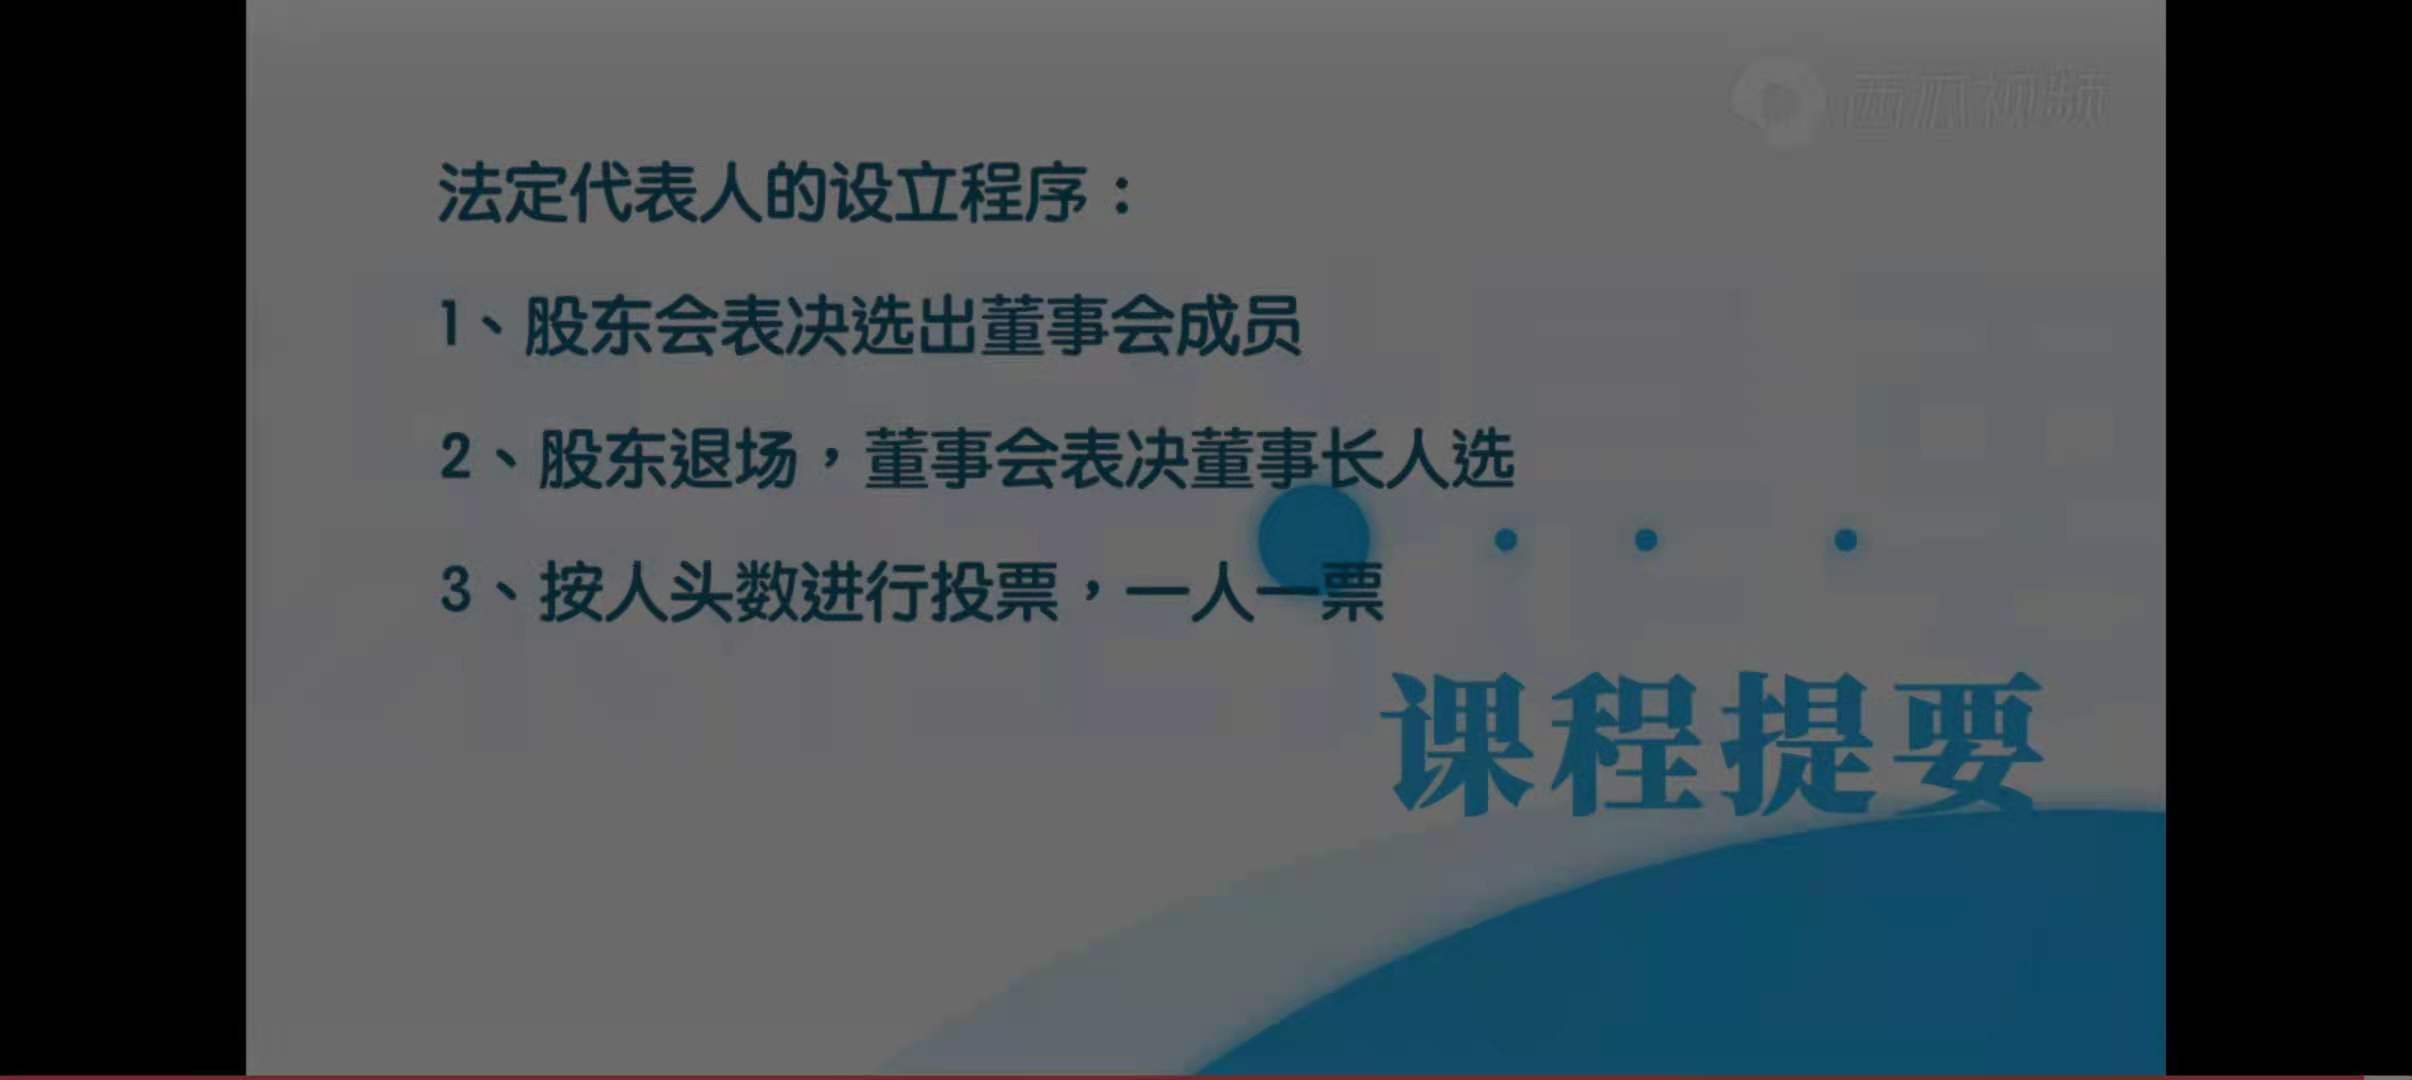 西瓜视频
法定代表人的设立程序：
1、股东会表决选出董事会成员
2、股东退场，董事会表决董事长人选
3、按人头数进行投票，一人一票
课程提要